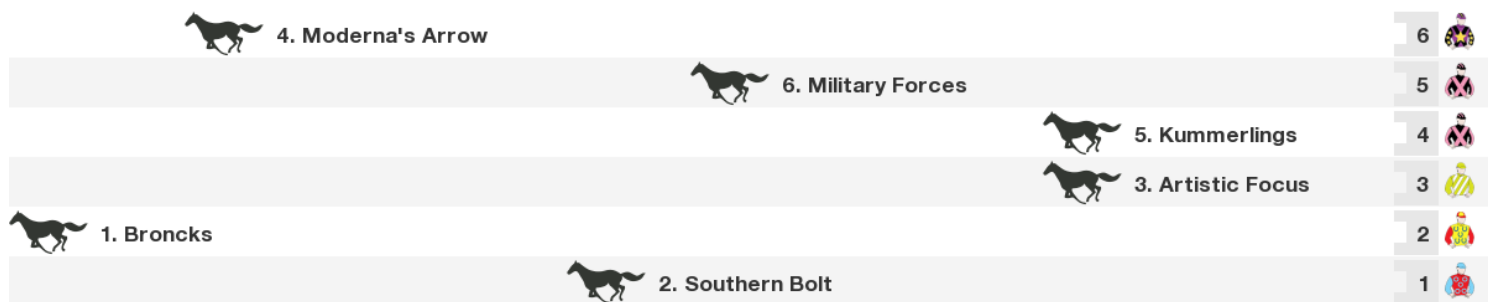 4. Moderna's Arrow 6
6. Military Forces 5
5. Kummerlings 4
3. Artistic Focus 3
1. Broncks 2
2. Southern Bolt 1